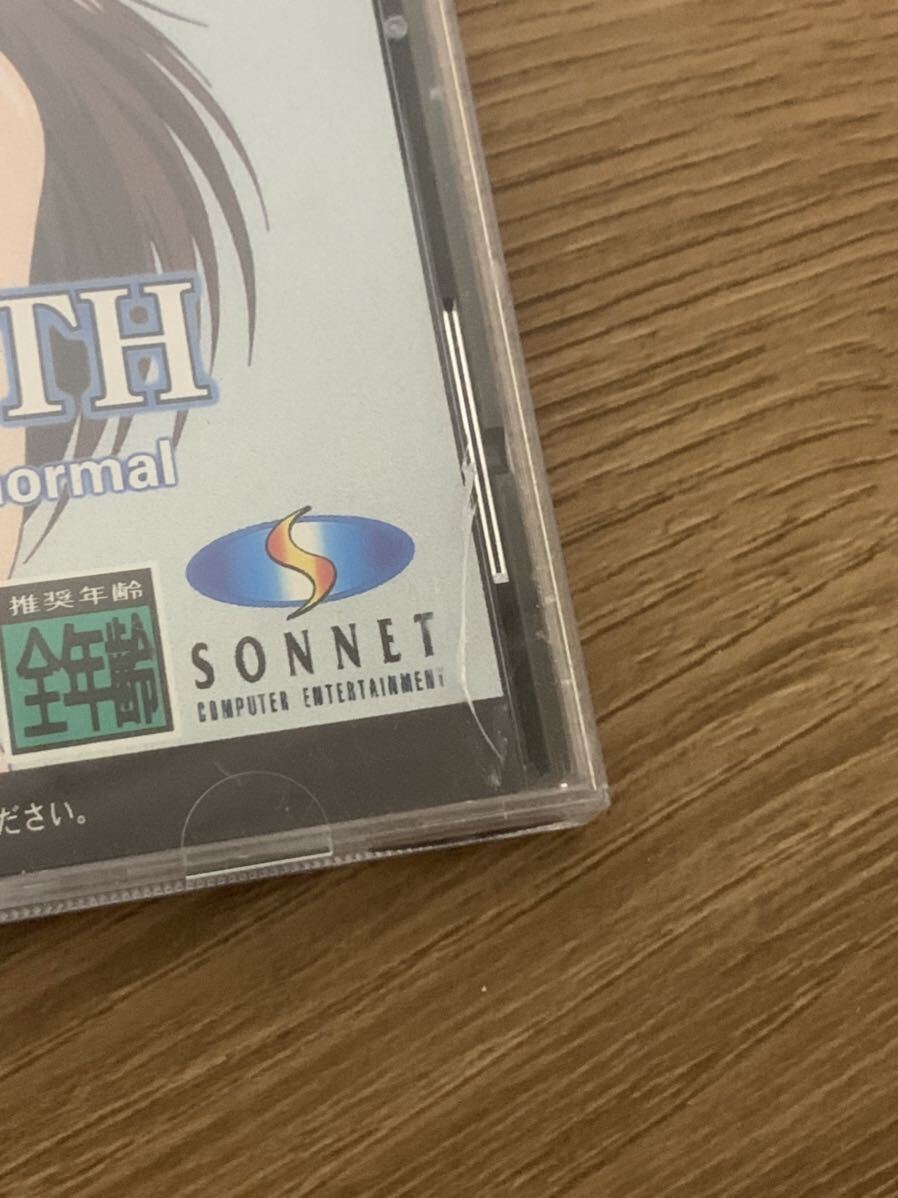 TH
normal
推奨年齢
全年齢
SONNET
COMPUTER ENTERTAINMENT
ださい。